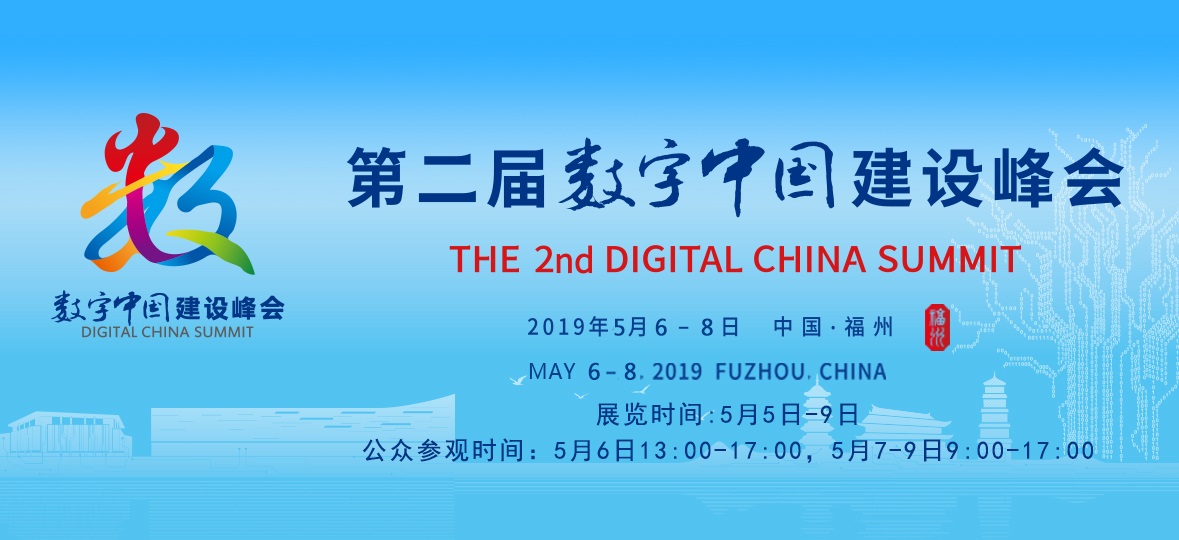 数
数字中国建设峰会
DIGITAL CHINA SUMMIT
第二届数字中国建设峰会
THE 2nd DIGITAL CHINA SUMMIT
2019年5月6-8日 中国·福州
福州
MAY 6-8, 2019 FUZHOU, CHINA
展览时间:5月5日-9日
公众参观时间：5月6日13:00-17:00，5月7-9日9:00-17:00